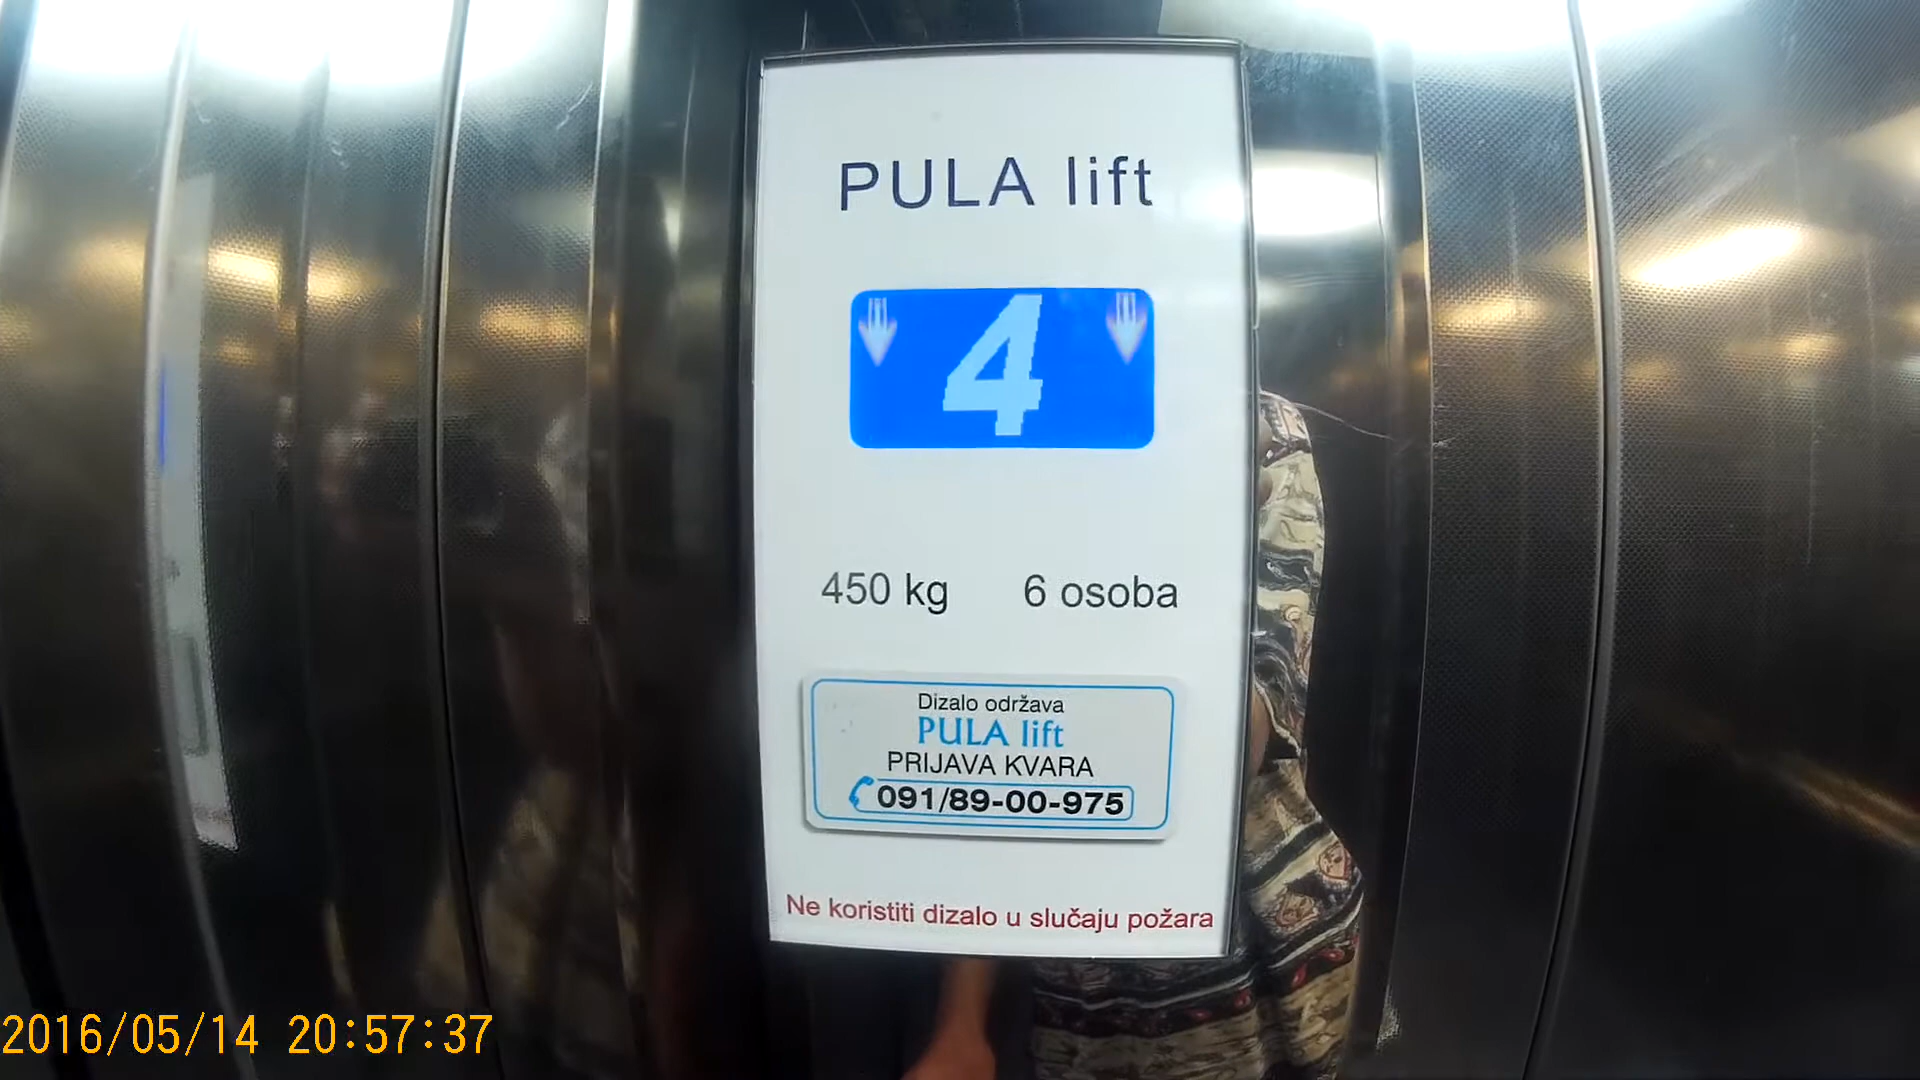 PULA lift
4
450 kg 6 osoba
Dizalo održava
PULA lift
PRIJAVA KVARA
091/89-00-975
Ne koristiti dizalo u slučaju požara
2016/05/14 20:57:37